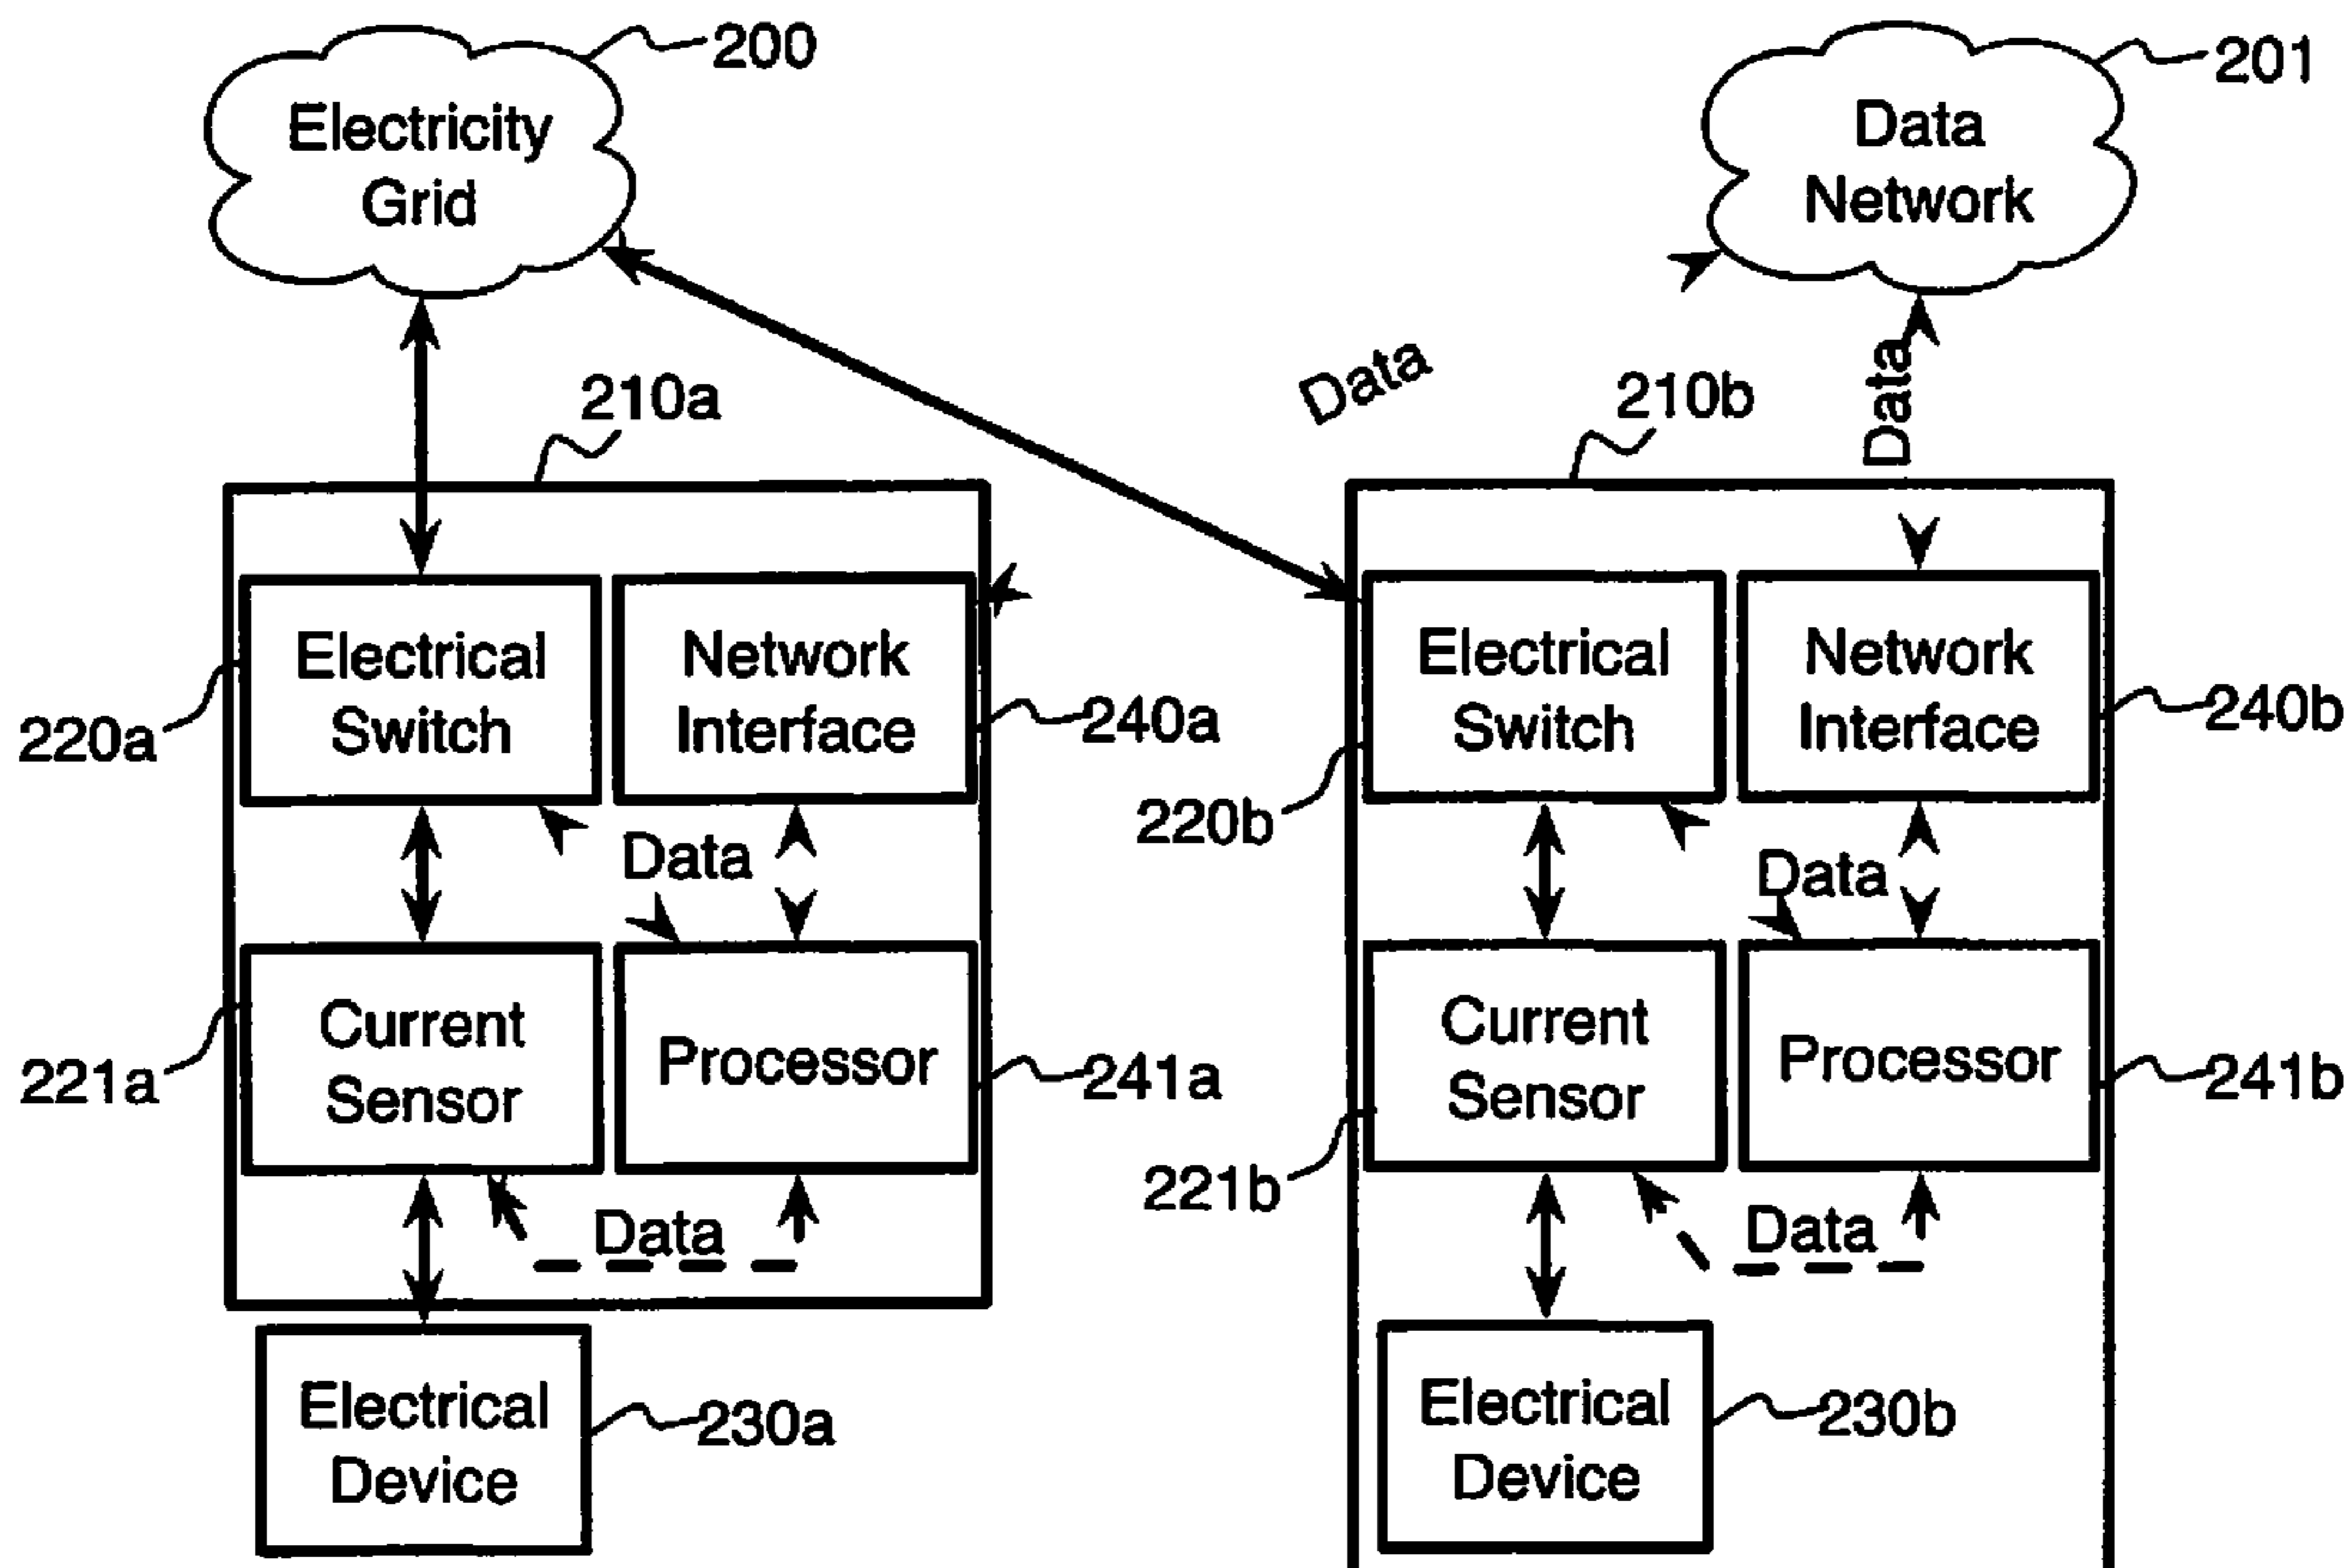 200
201
Electricity
Grid
Data
Network
Data
Data
210a
210b
Electrical
Switch
Network
Interface
Electrical
Switch
Network
Interface
220a
240a
220b
240b
Data
Data
Current
Sensor
Processor
Current
Sensor
Processor
221a
241a
221b
241b
Data
Data
Electrical
Device
230a
Electrical
Device
230b